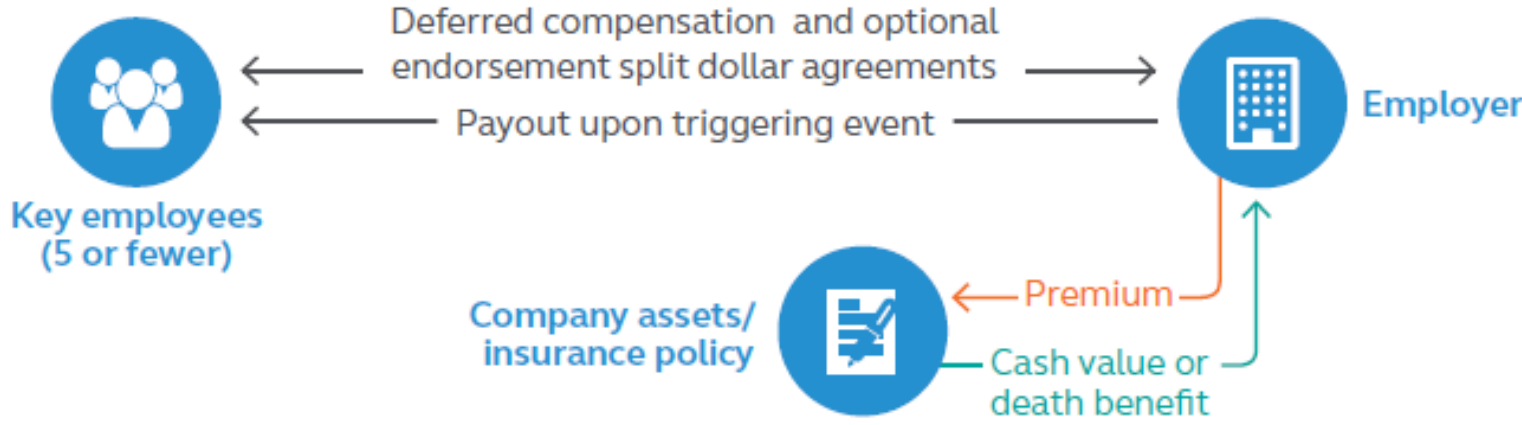 Deferred compensation and optional
endorsement split dollar agreements
Payout upon triggering event
Employer
Key employees
(5 or fewer)
Premium
Company assets/
insurance policy
Cash value or
death benefit